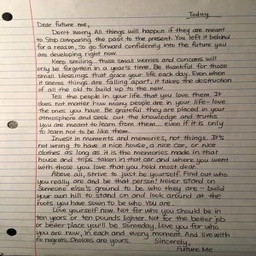 Today
Dear future me,
Don't worry. All things will happen if they are meant
to. Stop comparing the past to the present. You left it behind
for a reason, so go forward confidently into the future you
are developing right now.
Keep smiling... those small worries and concerns will
only be forgotten in a year's time. Be thankful for those
small blessings that grace your life each day. Even when
it seems things are falling apart, it takes the destruction
of all the old to build up to the new.
Tell the people in your life that you love them. It
does not matter how many people are in your life - love
the ones you have. Be grateful they are placed in your
atmosphere and seek out the knowledge and truths
you are meant to learn from them... even if it is only
to learn not to be like them.
Invest in moments and memories, not things. It's
not wrong to have a nice house, a nice car, or nice
clothes as long as it is the memories made in that
house and trips taken in that car and where you went
with those you love that you hold most dear.
Above all, strive to just be yourself. Find out who
you really are and be that person! Never stand on
someone else's ground to be who they are - build
your own hill to stand on and look around at the
roots you have sown to be who you are.
Love yourself now. Not for who you should be in
ten years or ten pounds lighter. Not for the better job
or better place you'll be someday. Love you for who
you are now, in each and every moment. And live with
no regrets. Choices are yours.
Sincerely,
Future Me